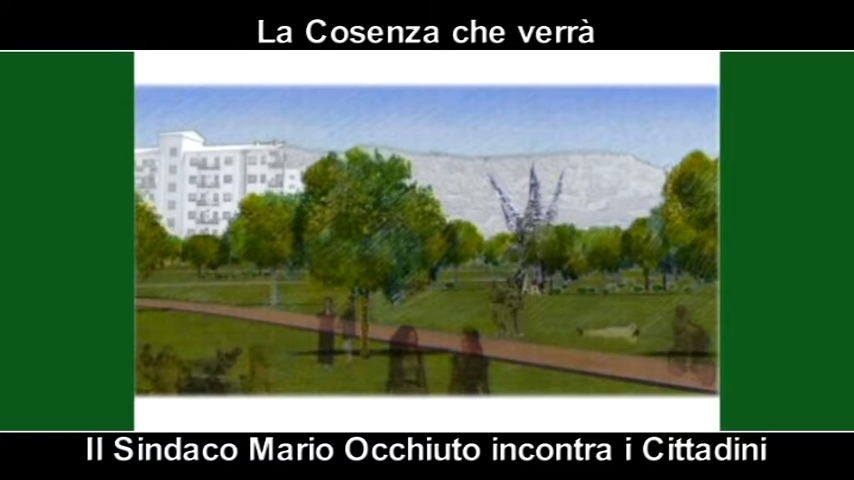 La Cosenza che verrà
Il Sindaco Mario Occhiuto incontra i Cittadini